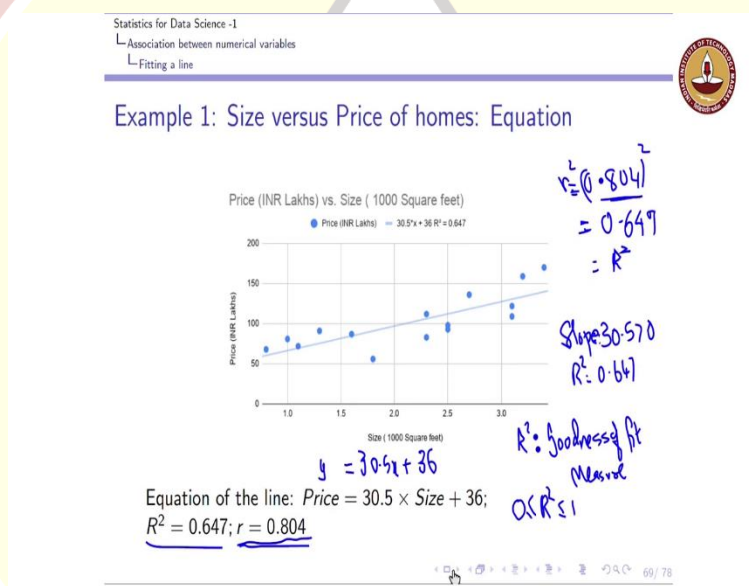 Statistics for Data Science -1
Association between numerical variables
Fitting a line
Example 1: Size versus Price of homes: Equation
r²=(0.804)²
= 0.647
= R²
Price (INR Lakhs) vs. Size ( 1000 Square feet)
Price (INR Lakhs) 30.5*x + 36 R² = 0.647
200
150
100
50
0
Price (INR Lakhs)
1.0 1.5 2.0 2.5 3.0
Size ( 1000 Square feet)
Slope: 30.570
R²: 0.647
R²: Goodness of fit
Measure
0≤R²≤1
y = 30.5x + 36
Equation of the line: Price = 30.5 × Size + 36;
R² = 0.647; r = 0.804
69/78